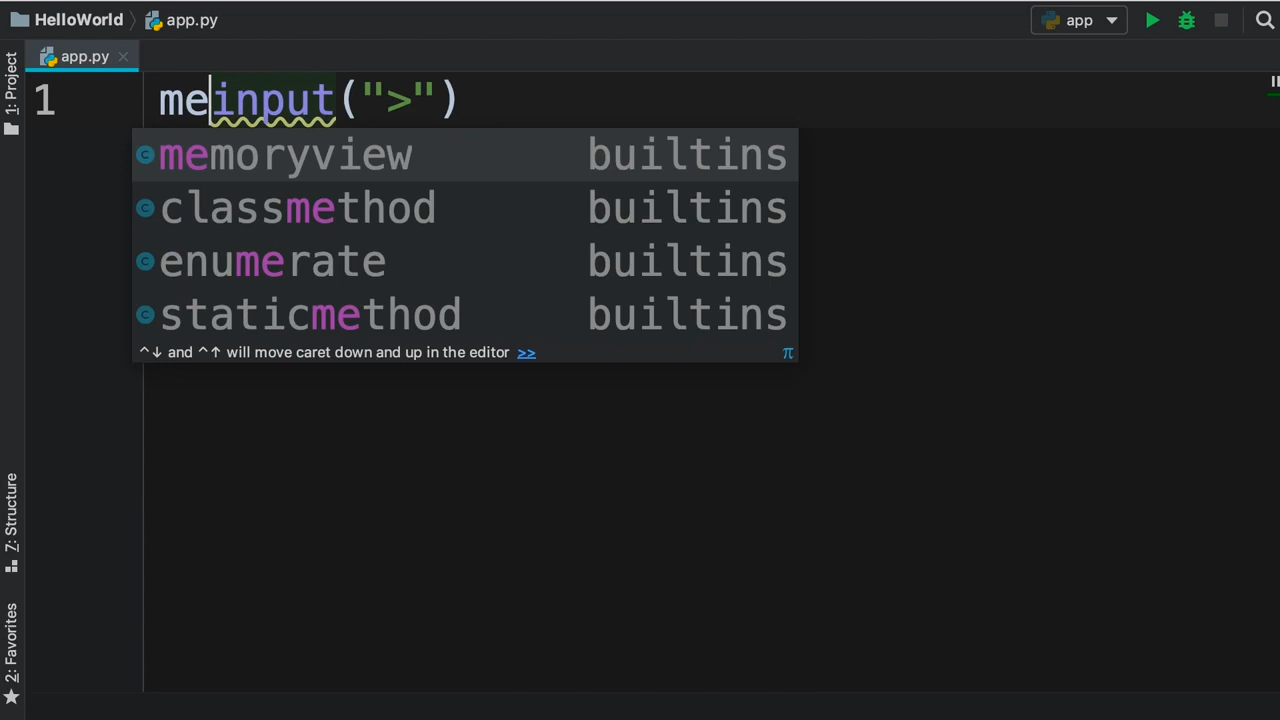 HelloWorld app.py app
app.py
1: Project
1 meinput(">")
memoryview builtins
classmethod builtins
enumerate builtins
staticmethod builtins
^↓ and ^↑ will move caret down and up in the editor >> π
7: Structure
2: Favorites